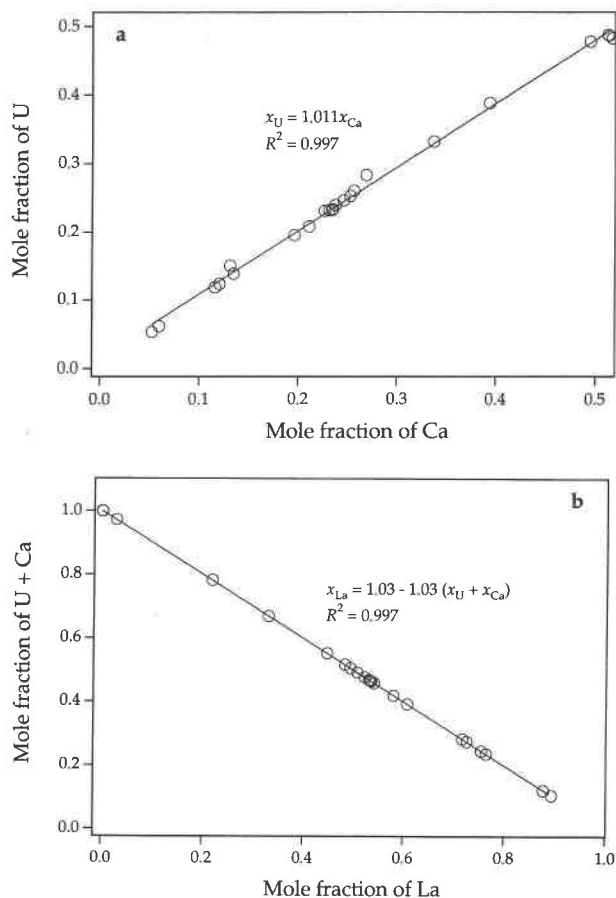 a
0.5
0.4
0.3
0.2
0.1
0.0
Mole fraction of U
x_U = 1.011x_Ca
R² = 0.997
0.0 0.1 0.2 0.3 0.4 0.5
Mole fraction of Ca
b
1.0
0.8
0.6
0.4
0.2
0.0
Mole fraction of U + Ca
x_La = 1.03 - 1.03 (x_U + x_Ca)
R² = 0.997
0.0 0.2 0.4 0.6 0.8 1.0
Mole fraction of La